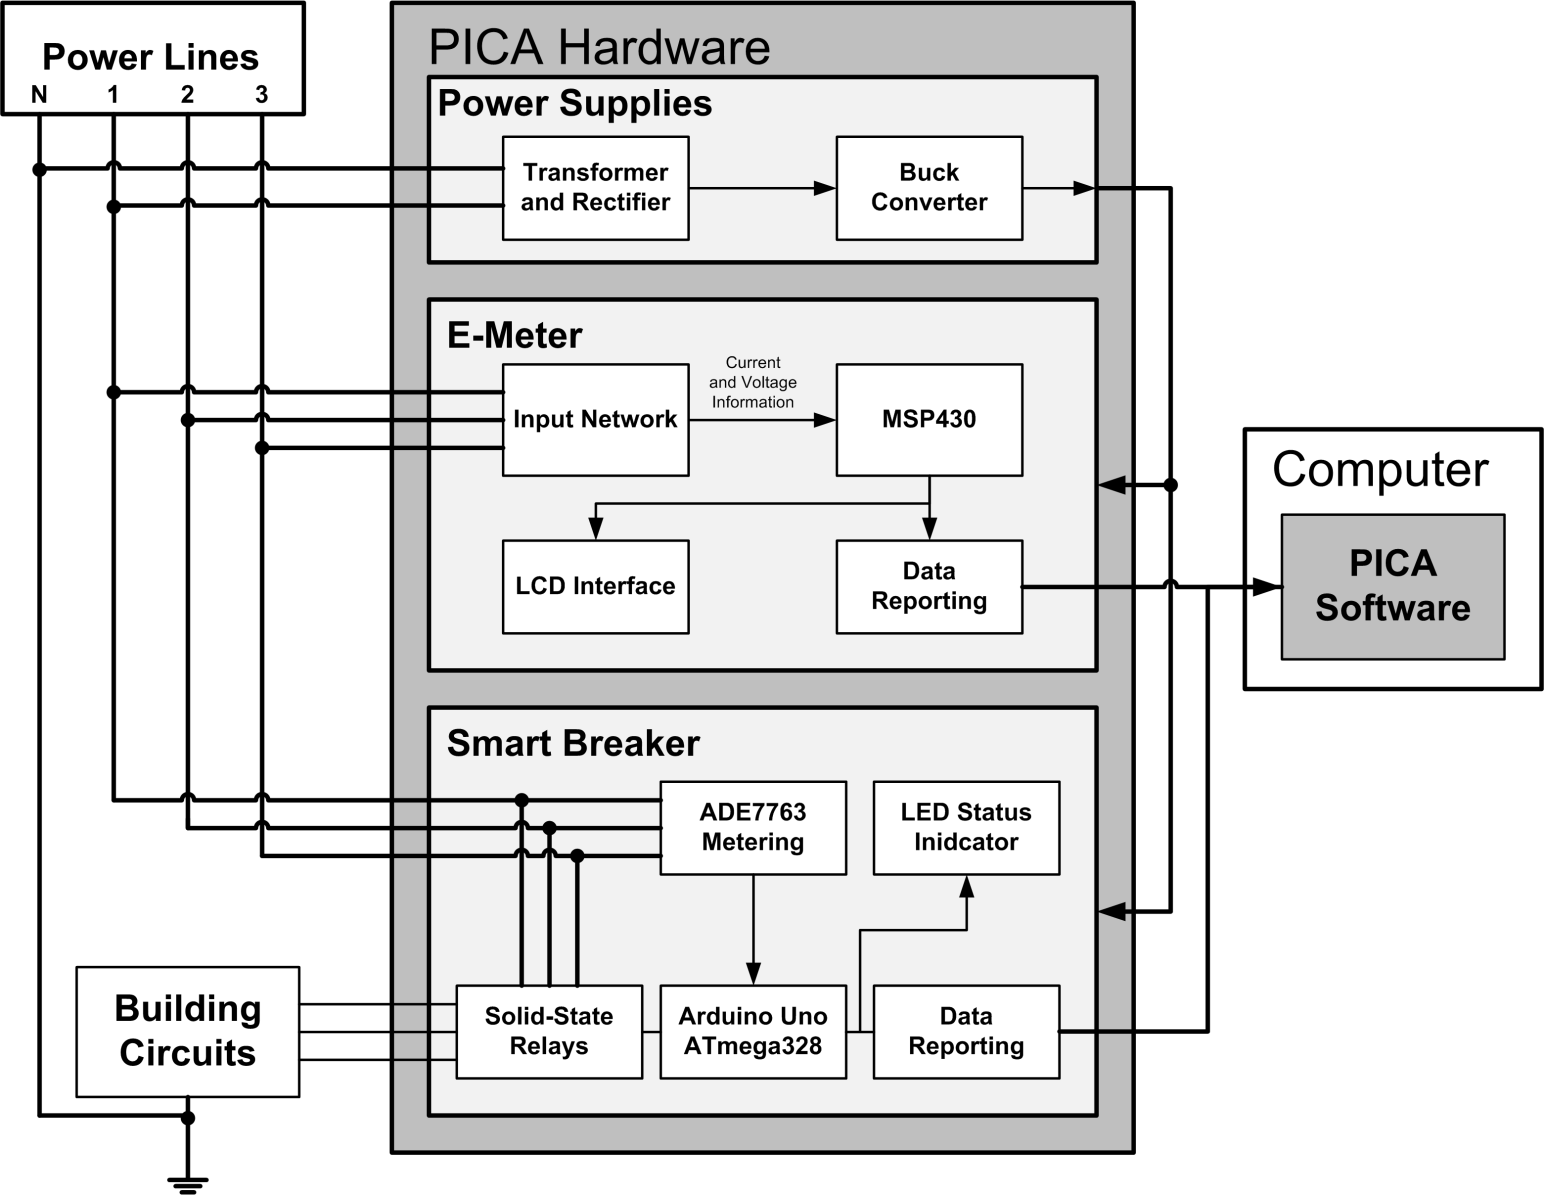 Power Lines
N 1 2 3
PICA Hardware
Power Supplies
Transformer
and Rectifier
Buck
Converter
E-Meter
Input Network
Current
and Voltage
Information
MSP430
LCD Interface
Data
Reporting
Computer
PICA
Software
Smart Breaker
ADE7763
Metering
LED Status
Inidcator
Building
Circuits
Solid-State
Relays
Arduino Uno
ATmega328
Data
Reporting